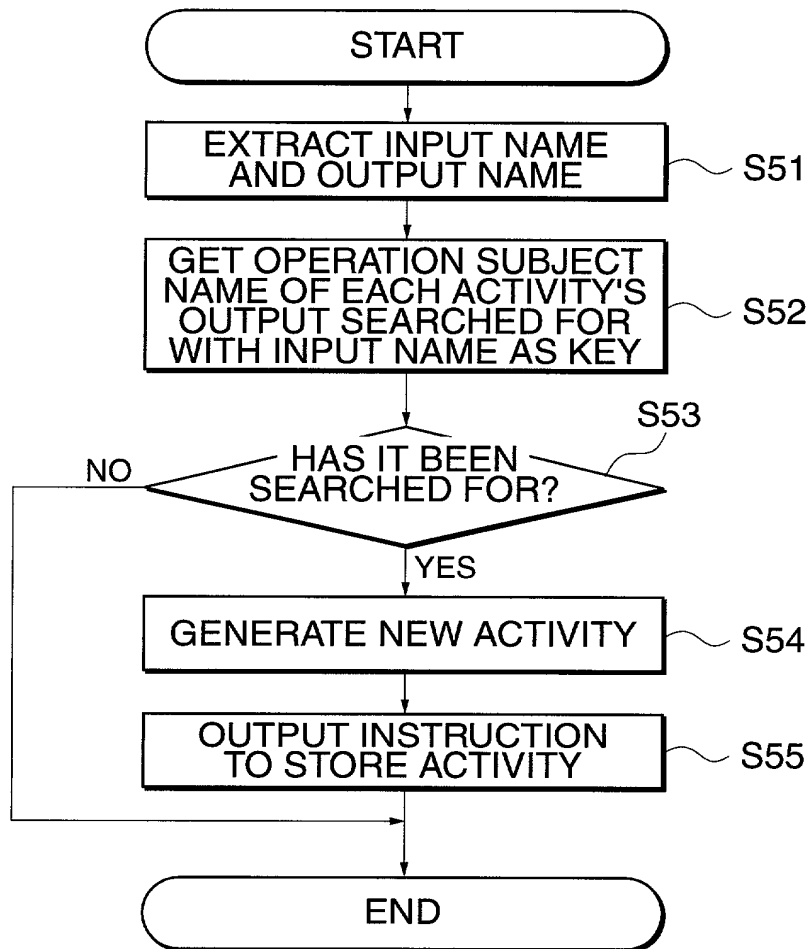 START
EXTRACT INPUT NAME
AND OUTPUT NAME
S51
GET OPERATION SUBJECT
NAME OF EACH ACTIVITY'S
OUTPUT SEARCHED FOR
WITH INPUT NAME AS KEY
S52
S53
HAS IT BEEN
SEARCHED FOR?
NO
YES
GENERATE NEW ACTIVITY
S54
OUTPUT INSTRUCTION
TO STORE ACTIVITY
S55
END